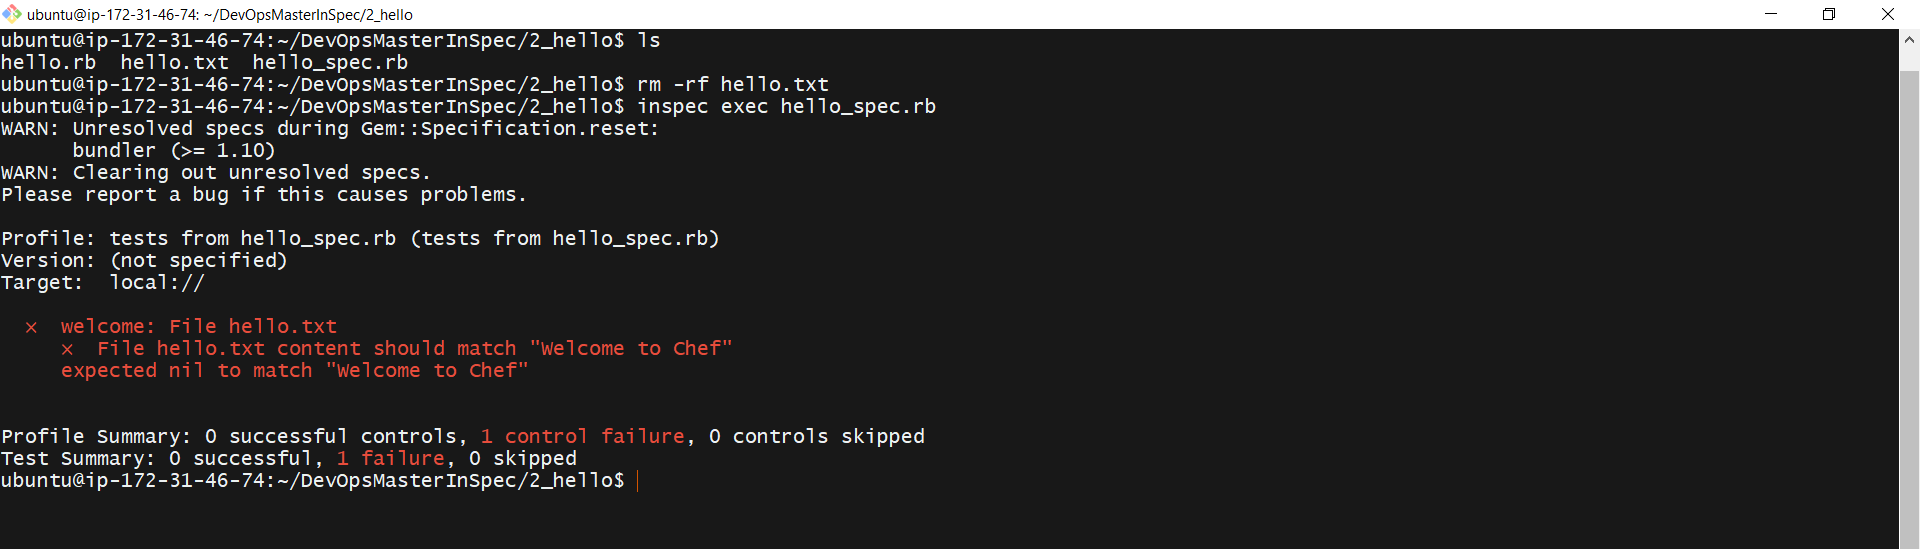 ubuntu@ip-172-31-46-74: ~/DevOpsMasterInSpec/2_hello
ubuntu@ip-172-31-46-74:~/DevOpsMasterInSpec/2_hello$ ls
hello.rb  hello.txt  hello_spec.rb
ubuntu@ip-172-31-46-74:~/DevOpsMasterInSpec/2_hello$ rm -rf hello.txt
ubuntu@ip-172-31-46-74:~/DevOpsMasterInSpec/2_hello$ inspec exec hello_spec.rb
WARN: Unresolved specs during Gem::Specification.reset:
      bundler (>= 1.10)
WARN: Clearing out unresolved specs.
Please report a bug if this causes problems.
Profile: tests from hello_spec.rb (tests from hello_spec.rb)
Version: (not specified)
Target:  local://
  ×  welcome: File hello.txt
     ×  File hello.txt content should match "Welcome to Chef"
     expected nil to match "Welcome to Chef"
Profile Summary: 0 successful controls, 1 control failure, 0 controls skipped
Test Summary: 0 successful, 1 failure, 0 skipped
ubuntu@ip-172-31-46-74:~/DevOpsMasterInSpec/2_hello$